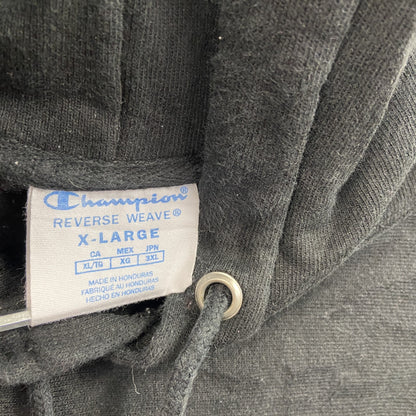 Champion®
REVERSE WEAVE®
X-LARGE
CA MEX JPN
XL/TG XG 3XL
MADE IN HONDURAS
FABRIQUÉ AU HONDURAS
HECHO EN HONDURAS